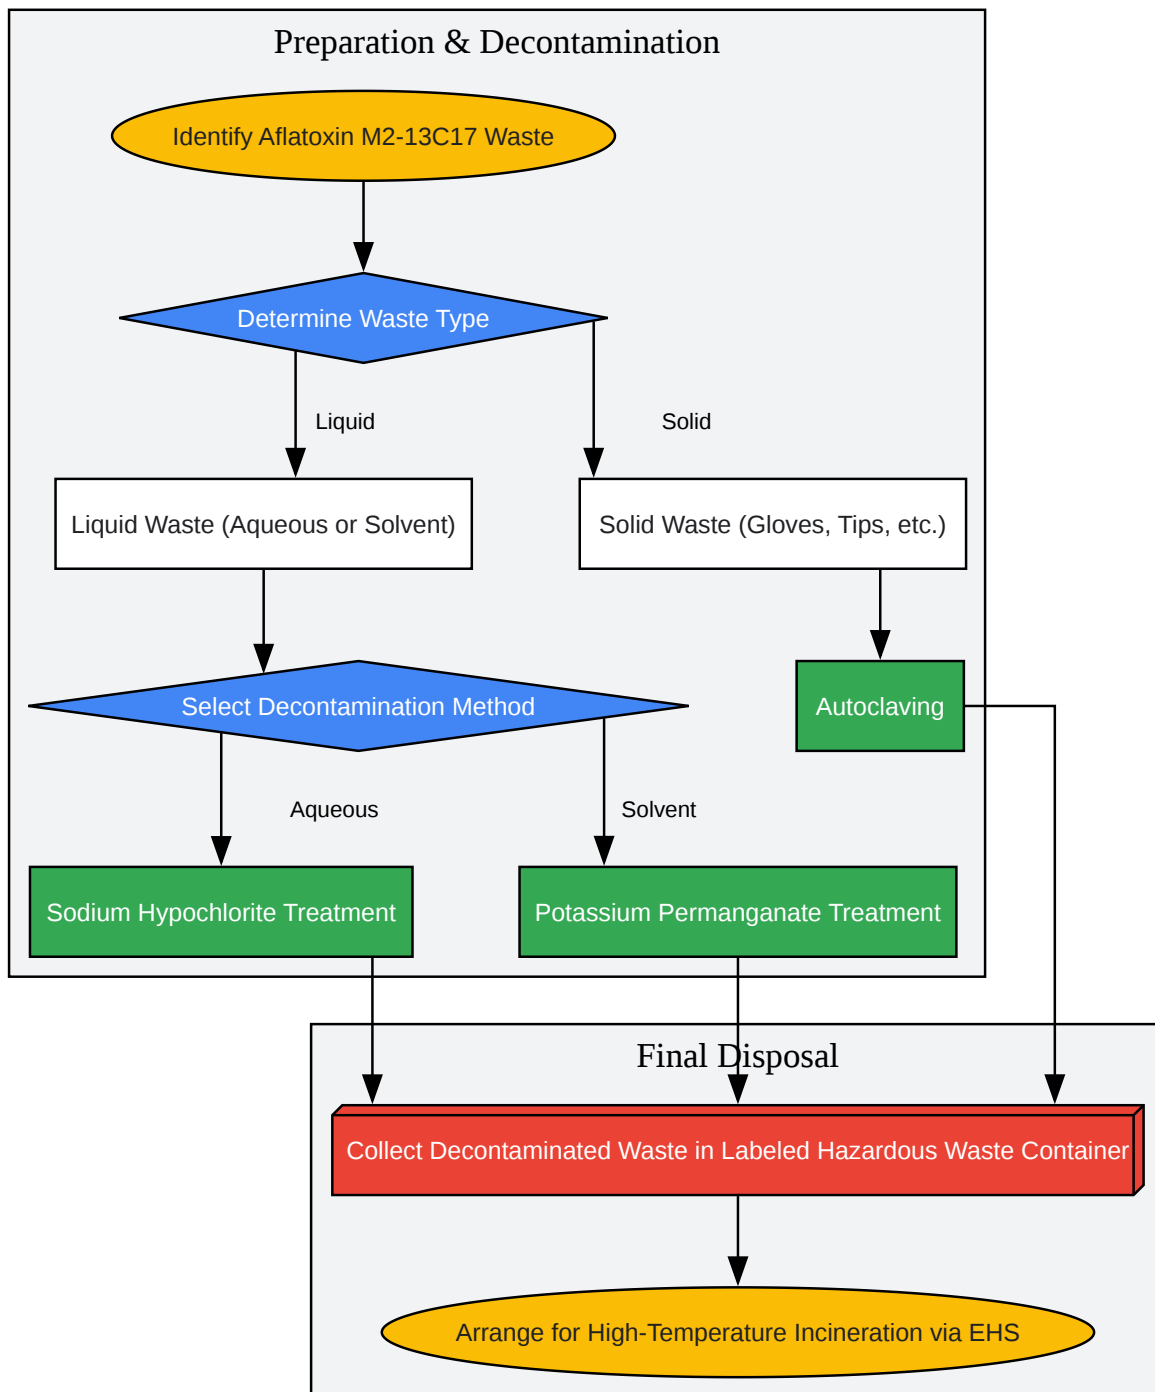 Preparation & Decontamination
Identify Aflatoxin M2-13C17 Waste
Determine Waste Type
Liquid
Solid
Liquid Waste (Aqueous or Solvent)
Solid Waste (Gloves, Tips, etc.)
Select Decontamination Method
Autoclaving
Aqueous
Solvent
Sodium Hypochlorite Treatment
Potassium Permanganate Treatment
Final Disposal
Collect Decontaminated Waste in Labeled Hazardous Waste Container
Arrange for High-Temperature Incineration via EHS